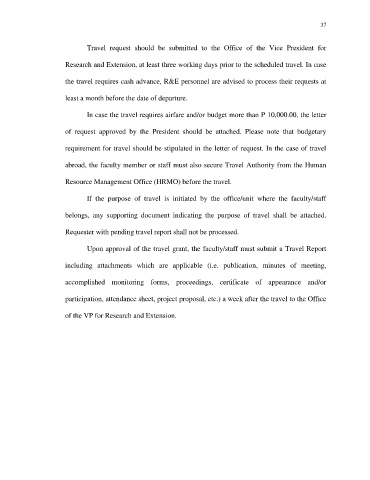 37
Travel request should be submitted to the Office of the Vice President for
Research and Extension, at least three working days prior to the scheduled travel. In case
the travel requires cash advance, R&E personnel are advised to process their requests at
least a month before the date of departure.
In case the travel requires airfare and/or budget more than P 10,000.00, the letter
of request approved by the President should be attached. Please note that budgetary
requirement for travel should be stipulated in the letter of request. In the case of travel
abroad, the faculty member or staff must also secure Travel Authority from the Human
Resource Management Office (HRMO) before the travel.
If the purpose of travel is initiated by the office/unit where the faculty/staff
belongs, any supporting document indicating the purpose of travel shall be attached.
Requester with pending travel report shall not be processed.
Upon approval of the travel grant, the faculty/staff must submit a Travel Report
including attachments which are applicable (i.e. publication, minutes of meeting,
accomplished monitoring forms, proceedings, certificate of appearance and/or
participation, attendance sheet, project proposal, etc.) a week after the travel to the Office
of the VP for Research and Extension.